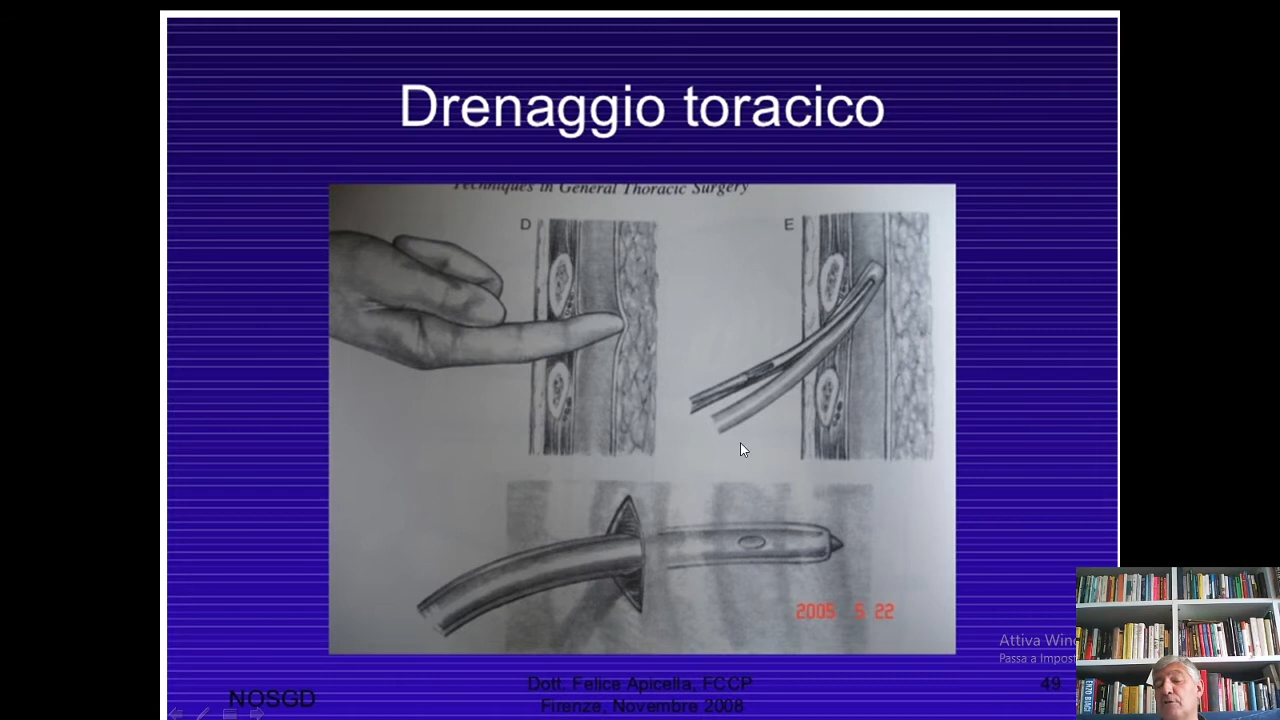 Drenaggio toracico
Techniques in General Thoracic Surgery
D
E
2005 5 22
Attiva Wind
Passa a Impost
Dott. Felice Apicella, FCCP
49
NOSGD
Firenze, Novembre 2008